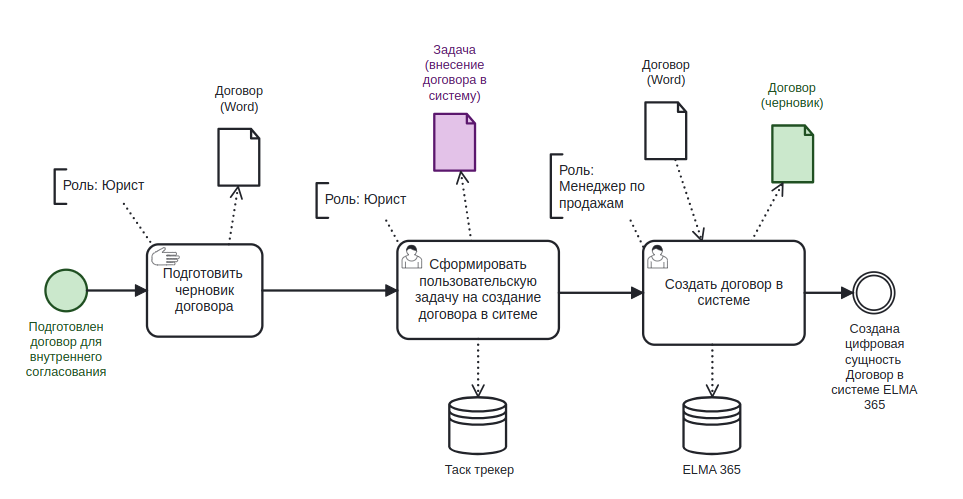 Договор
(Word)
Роль: Юрист
Подготовить
черновик
договора
Подготовлен
договор для
внутреннего
согласования
Задача
(внесение
договора в
систему)
Роль: Юрист
Сформировать
пользовательскую
задачу на создание
договора в ситеме
Таск трекер
Договор
(Word)
Договор
(черновик)
Роль:
Менеджер по
продажам
Создать договор в
системе
ELMA 365
Создана
цифровая
сущность
Договор в
системе ELMA
365